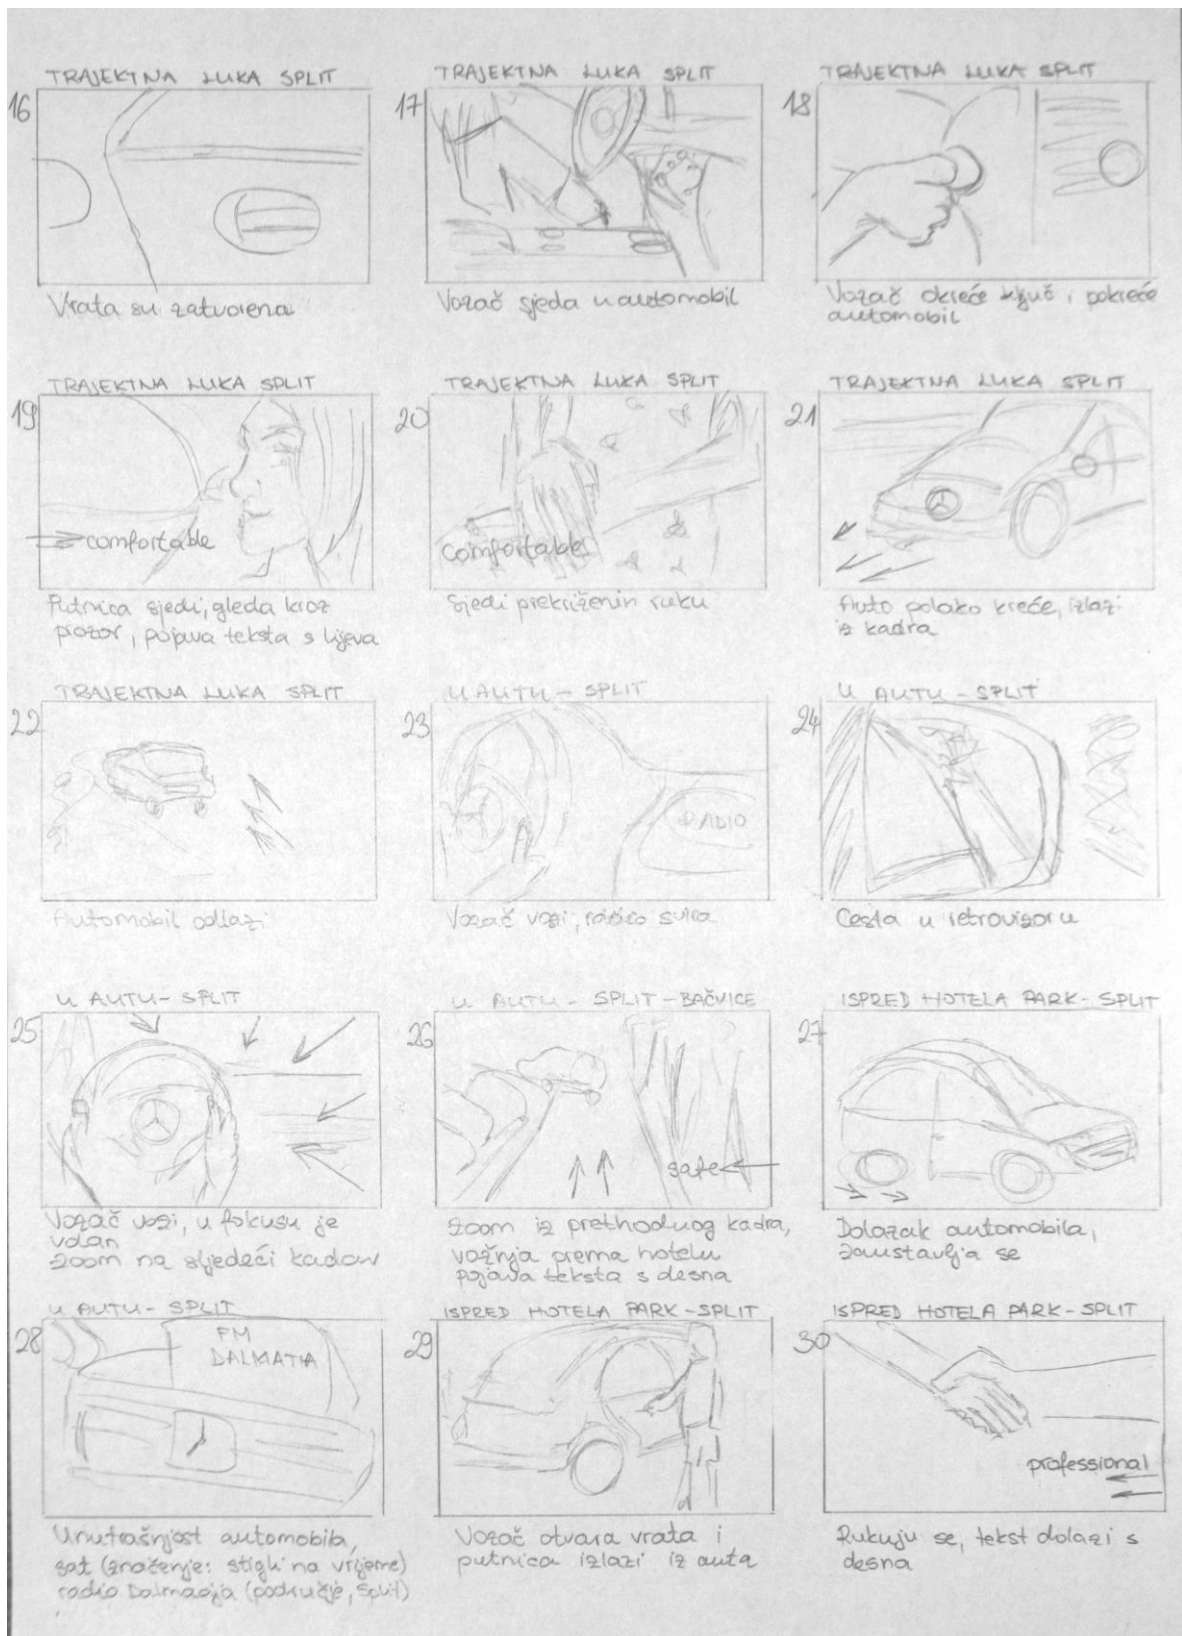 TRAJEKTNA LUKA SPLIT
16
Vrata su zatvorena
TRAJEKTNA LUKA SPLIT
17
Vozač sjeda u automobil
TRAJEKTNA LUKA SPLIT
18
Vozač okreće ključ i pokreće
automobil
TRAJEKTNA LUKA SPLIT
19
comfortable
Putnica sjedi, gleda kroz
prozor, pojava teksta s lijeva
TRAJEKTNA LUKA SPLIT
20
comfortable
Sjedi prekriženin ruku
TRAJEKTNA LUKA SPLIT
21
Auto polako kreće, izlazi
iz kadra
TRAJEKTNA LUKA SPLIT
22
Automobil odlazi
U AUTU - SPLIT
23
RADIO
Vozač vozi, radio svira
U AUTU - SPLIT
24
Cesta u retrovizoru
U AUTU - SPLIT
25
Vozač vozi, u fokusu je
volan
zoom na sljedeći kadar
U AUTU - SPLIT - BAČVICE
26
safe
zoom iz prethodnog kadra,
vožnja prema hotelu
pojava teksta s desna
ISPRED HOTELA PARK - SPLIT
27
Dolazak automobila,
zaustavlja se
U AUTU - SPLIT
28
FM
DALMATIA
Unutrašnjost automobila,
sat (značenje: stigli na vrijeme)
radio Dalmacija (područje, Split)
ISPRED HOTELA PARK - SPLIT
29
Vozač otvara vrata i
putnica izlazi iz auta
ISPRED HOTELA PARK - SPLIT
30
professional
Rukuju se, tekst dolazi s
desna